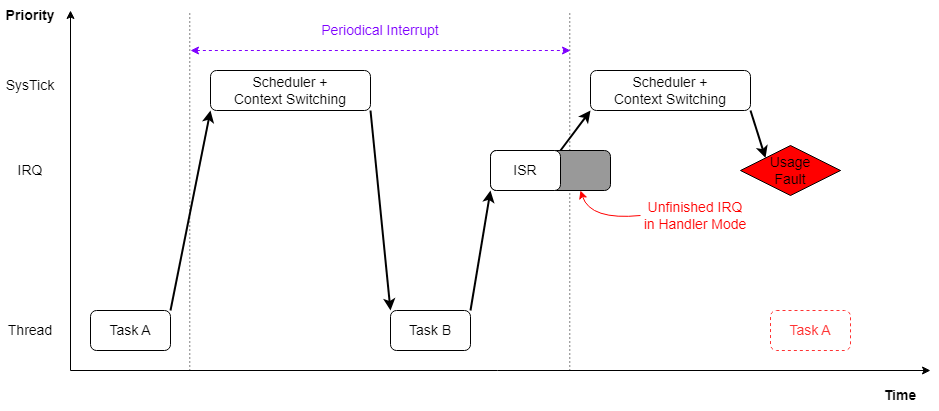 Priority
Periodical Interrupt
SysTick
Scheduler +
Context Switching
Scheduler +
Context Switching
IRQ
ISR
Usage
Fault
Unfinished IRQ
in Handler Mode
Thread
Task A
Task B
Task A
Time